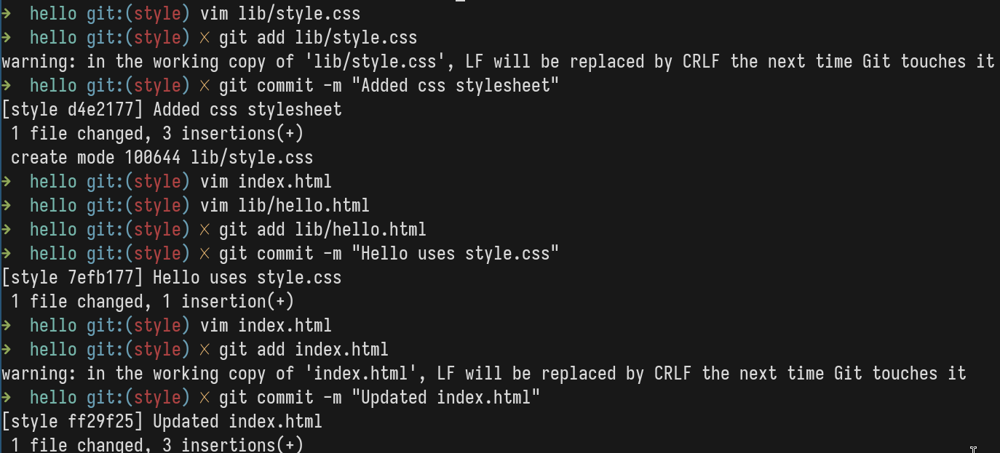 →  hello git:(style) vim lib/style.css
→  hello git:(style) ✗ git add lib/style.css
warning: in the working copy of 'lib/style.css', LF will be replaced by CRLF the next time Git touches it
→  hello git:(style) ✗ git commit -m "Added css stylesheet"
[style d4e2177] Added css stylesheet
 1 file changed, 3 insertions(+)
 create mode 100644 lib/style.css
→  hello git:(style) vim index.html
→  hello git:(style) vim lib/hello.html
→  hello git:(style) ✗ git add lib/hello.html
→  hello git:(style) ✗ git commit -m "Hello uses style.css"
[style 7efb177] Hello uses style.css
 1 file changed, 1 insertion(+)
→  hello git:(style) vim index.html
→  hello git:(style) ✗ git add index.html
warning: in the working copy of 'index.html', LF will be replaced by CRLF the next time Git touches it
→  hello git:(style) ✗ git commit -m "Updated index.html"
[style ff29f25] Updated index.html
 1 file changed, 3 insertions(+)